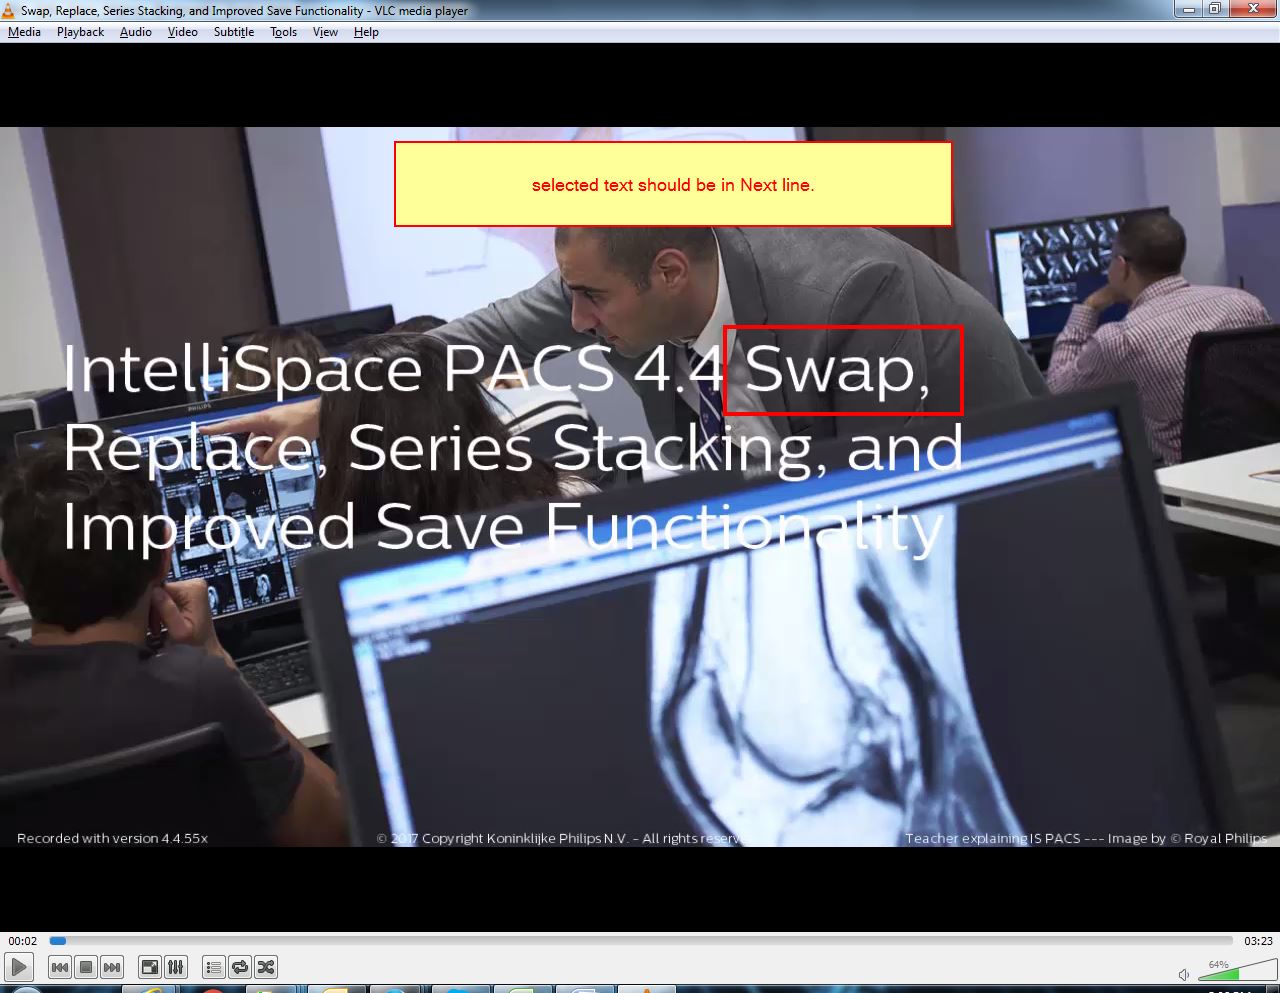 Swap, Replace, Series Stacking, and Improved Save Functionality - VLC media player
Media Playback Audio Video Subtitle Tools View Help
selected text should be in Next line.
PHILIPS
IntelliSpace PACS 4.4 Swap,
Replace, Series Stacking, and
Improved Save Functionality
Recorded with version 4.4.55x
© 2017 Copyright Koninklijke Philips N.V. - All rights reserv
Teacher explaining IS PACS --- Image by © Royal Philips
00:02
03:23
64%